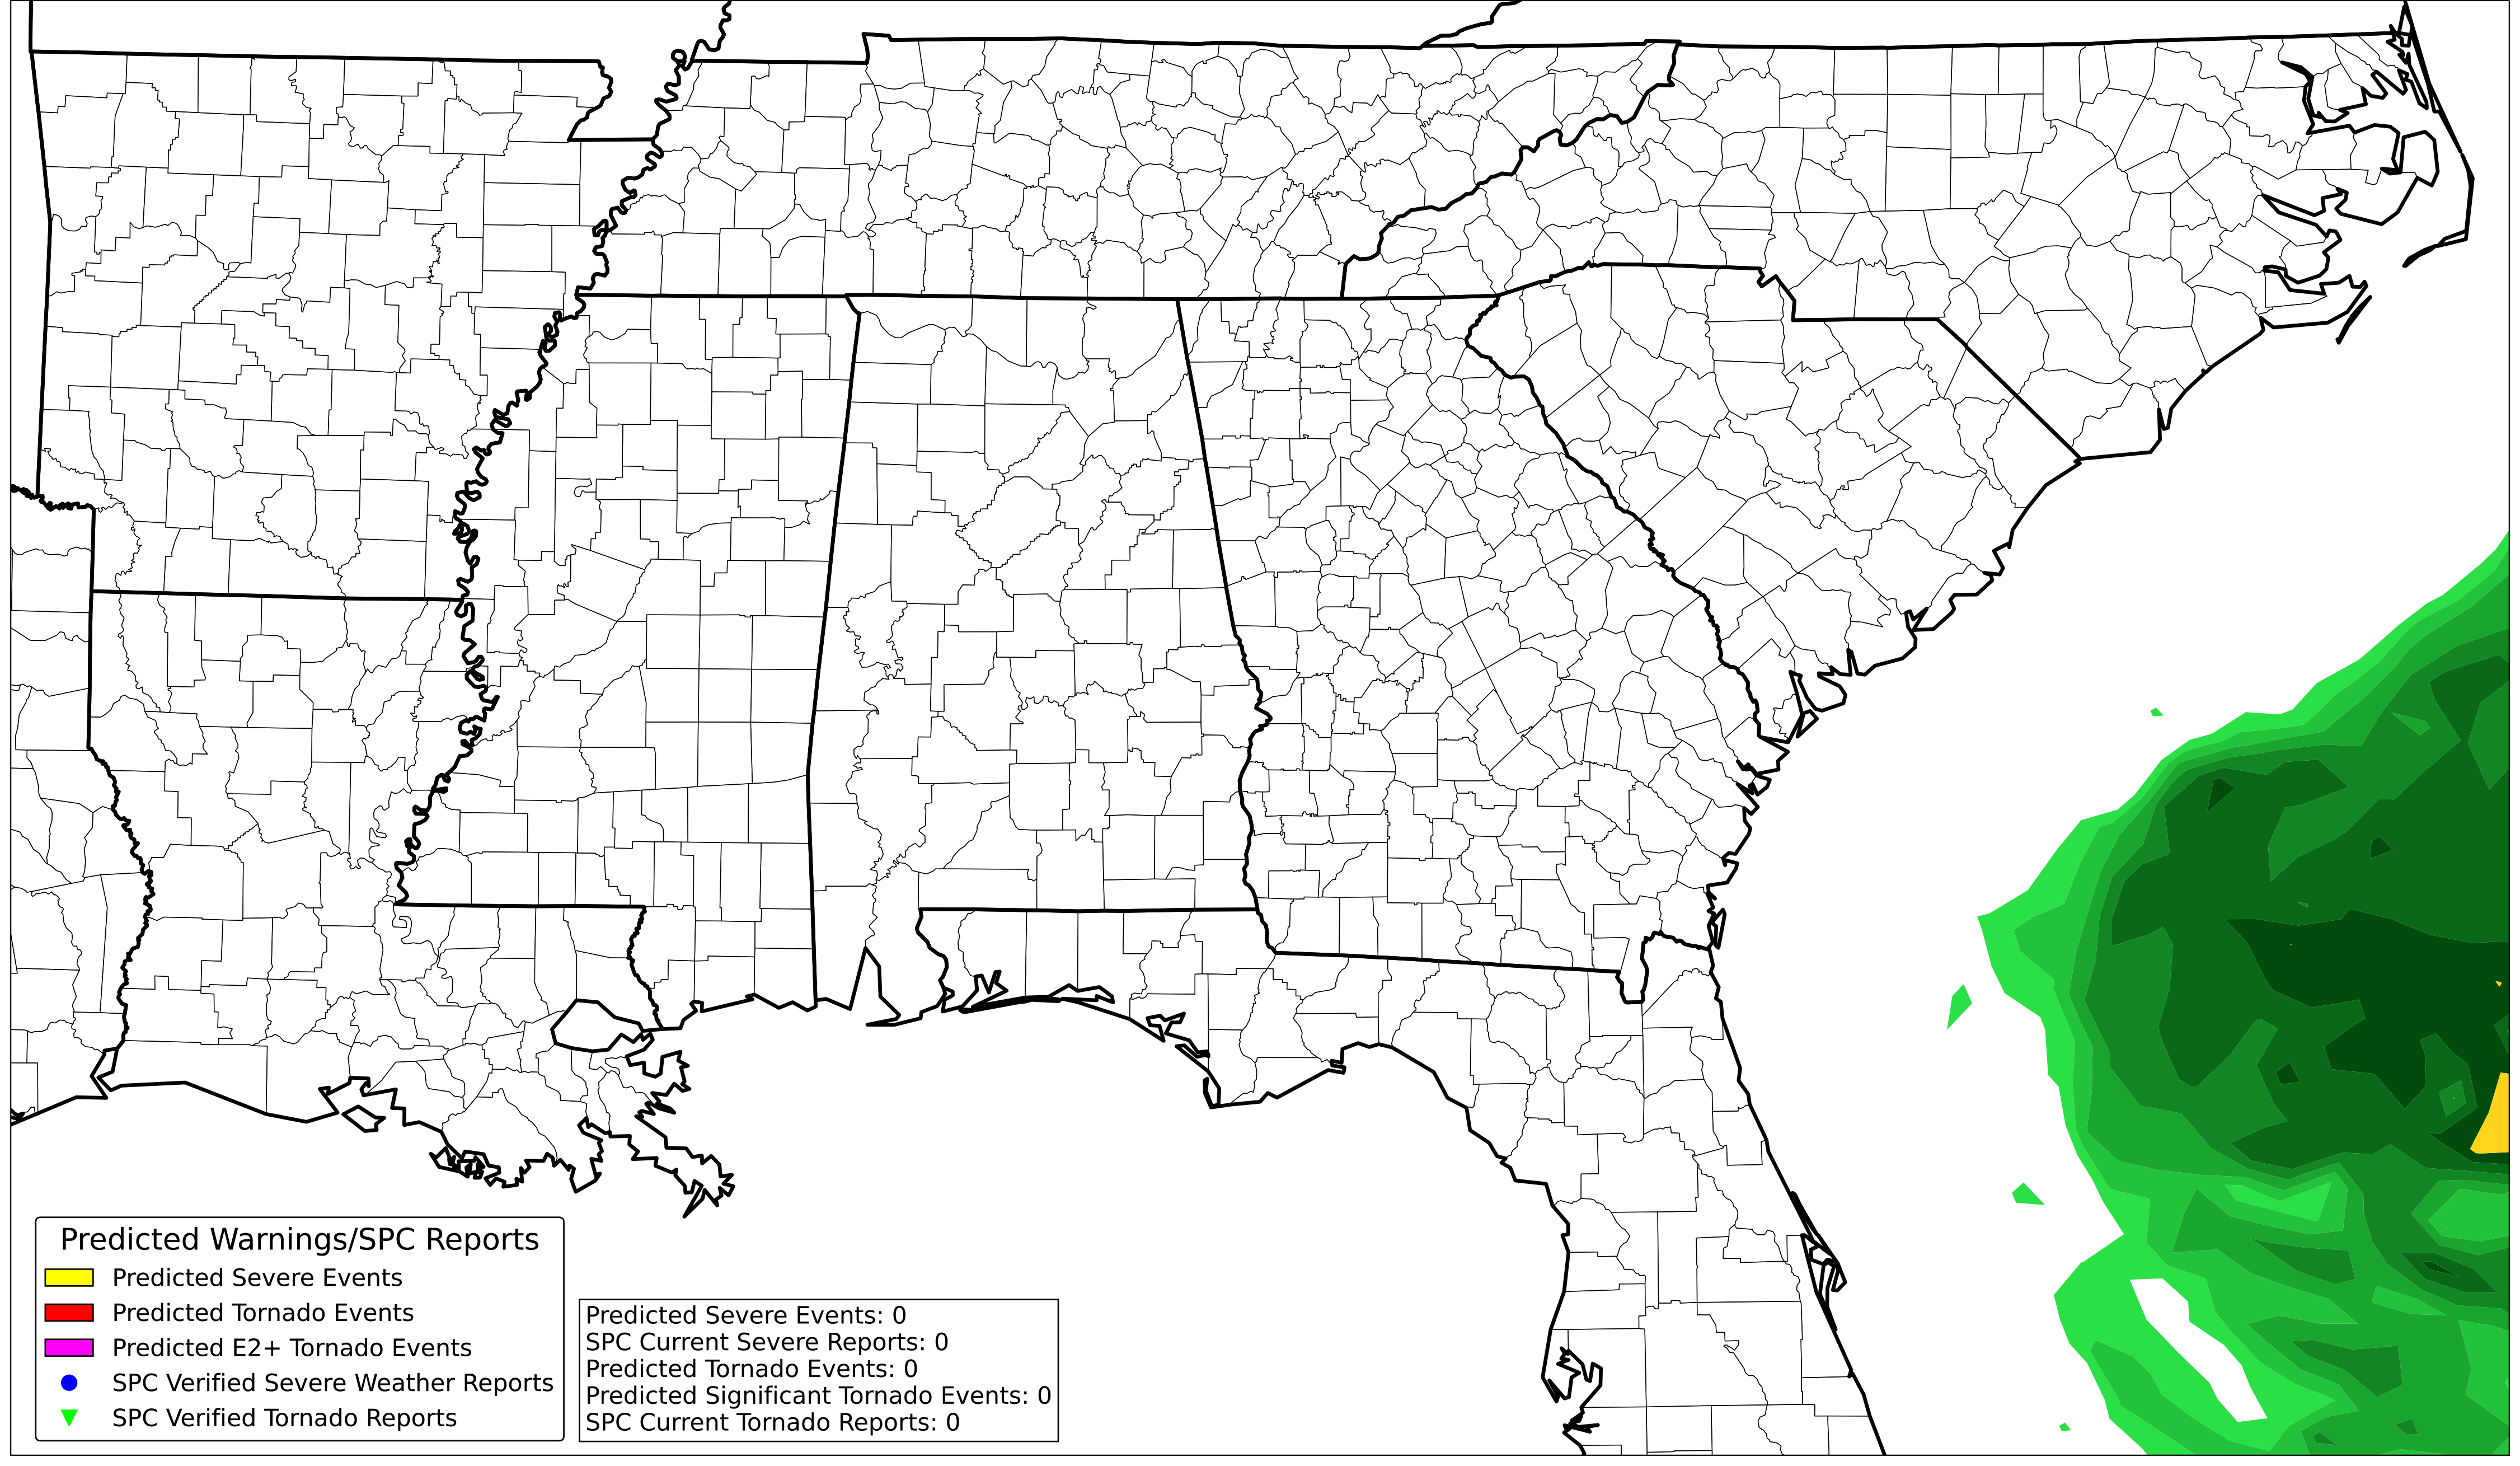 Predicted Warnings/SPC Reports
Predicted Severe Events
Predicted Tornado Events
Predicted E2+ Tornado Events
SPC Verified Severe Weather Reports
SPC Verified Tornado Reports
Predicted Severe Events: 0
SPC Current Severe Reports: 0
Predicted Tornado Events: 0
Predicted Significant Tornado Events: 0
SPC Current Tornado Reports: 0